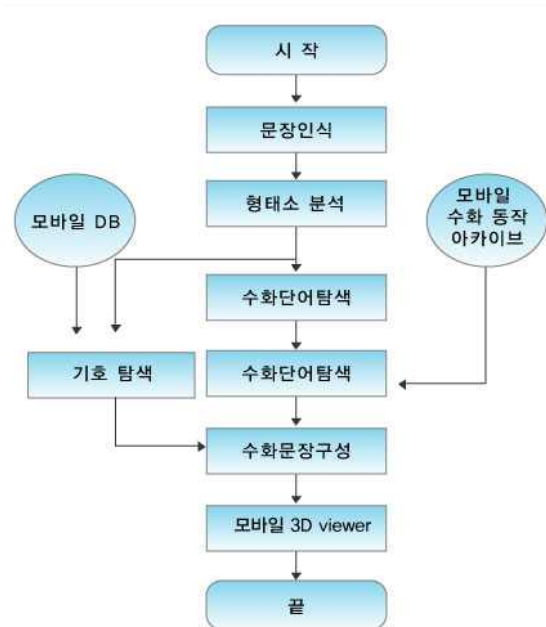 시 작
문장인식
형태소 분석
모바일 DB
모바일
수화 동작
아카이브
수화단어탐색
기호 탐색
수화단어탐색
수화문장구성
모바일 3D viewer
끝